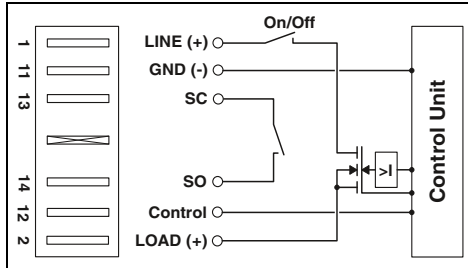 On/Off
1 LINE (+)
11 GND (-)
13 SC
14 SO
12 Control
2 LOAD (+)
>I
Control Unit